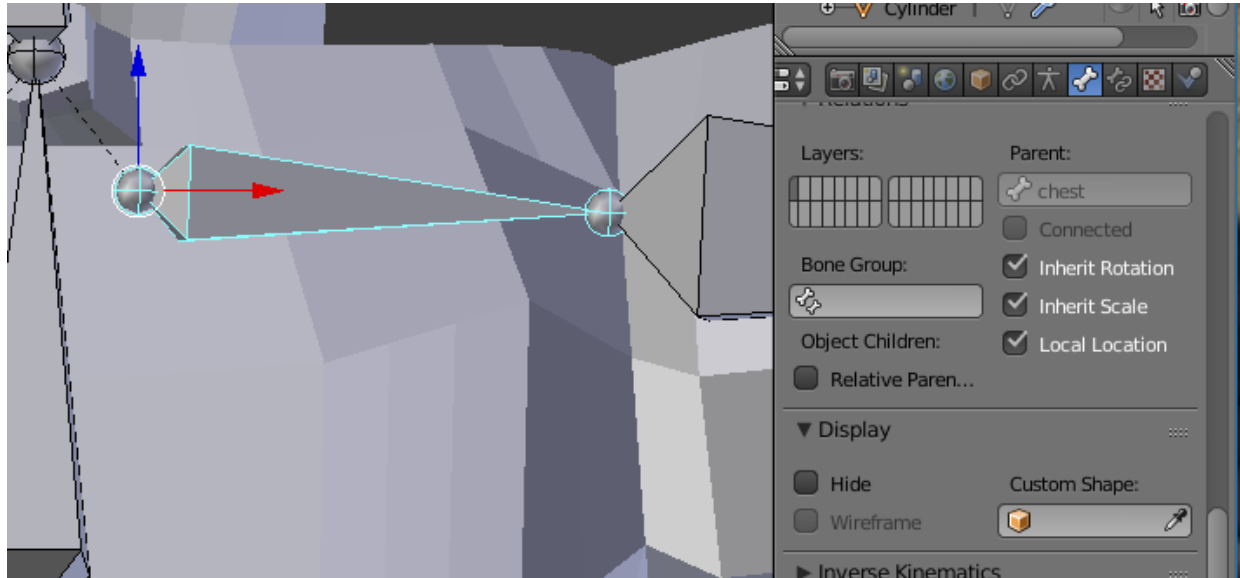 Cylinder
Relations
Layers:
Parent:
chest
Connected
Bone Group:
Inherit Rotation
Inherit Scale
Object Children:
Local Location
Relative Paren...
Display
Hide
Custom Shape:
Wireframe
Inverse Kinematics